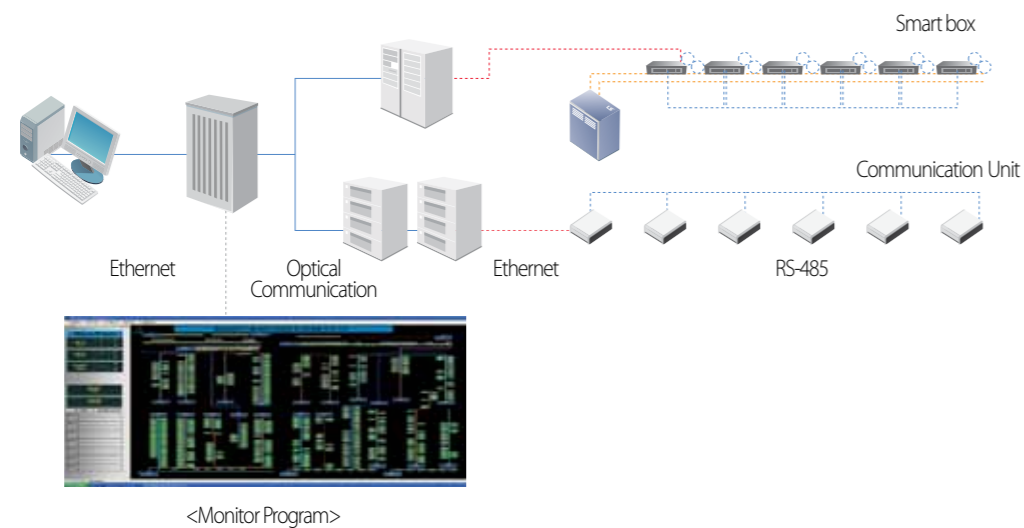 Smart box
Communication Unit
Ethernet
Optical
Communication
Ethernet
RS-485
<Monitor Program>